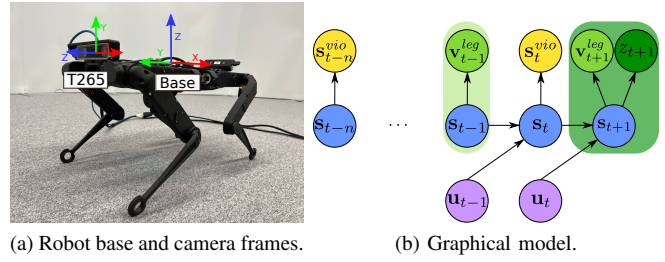 Y
Z
X
T265
Z
Y
X
Base
(a) Robot base and camera frames.
s_{t-n}^{vio} v_{t-1}^{leg} s_t^{vio} v_{t+1}^{leg} z_{t+1}
s_{t-n} ... s_{t-1} s_t s_{t+1}
u_{t-1} u_t
(b) Graphical model.